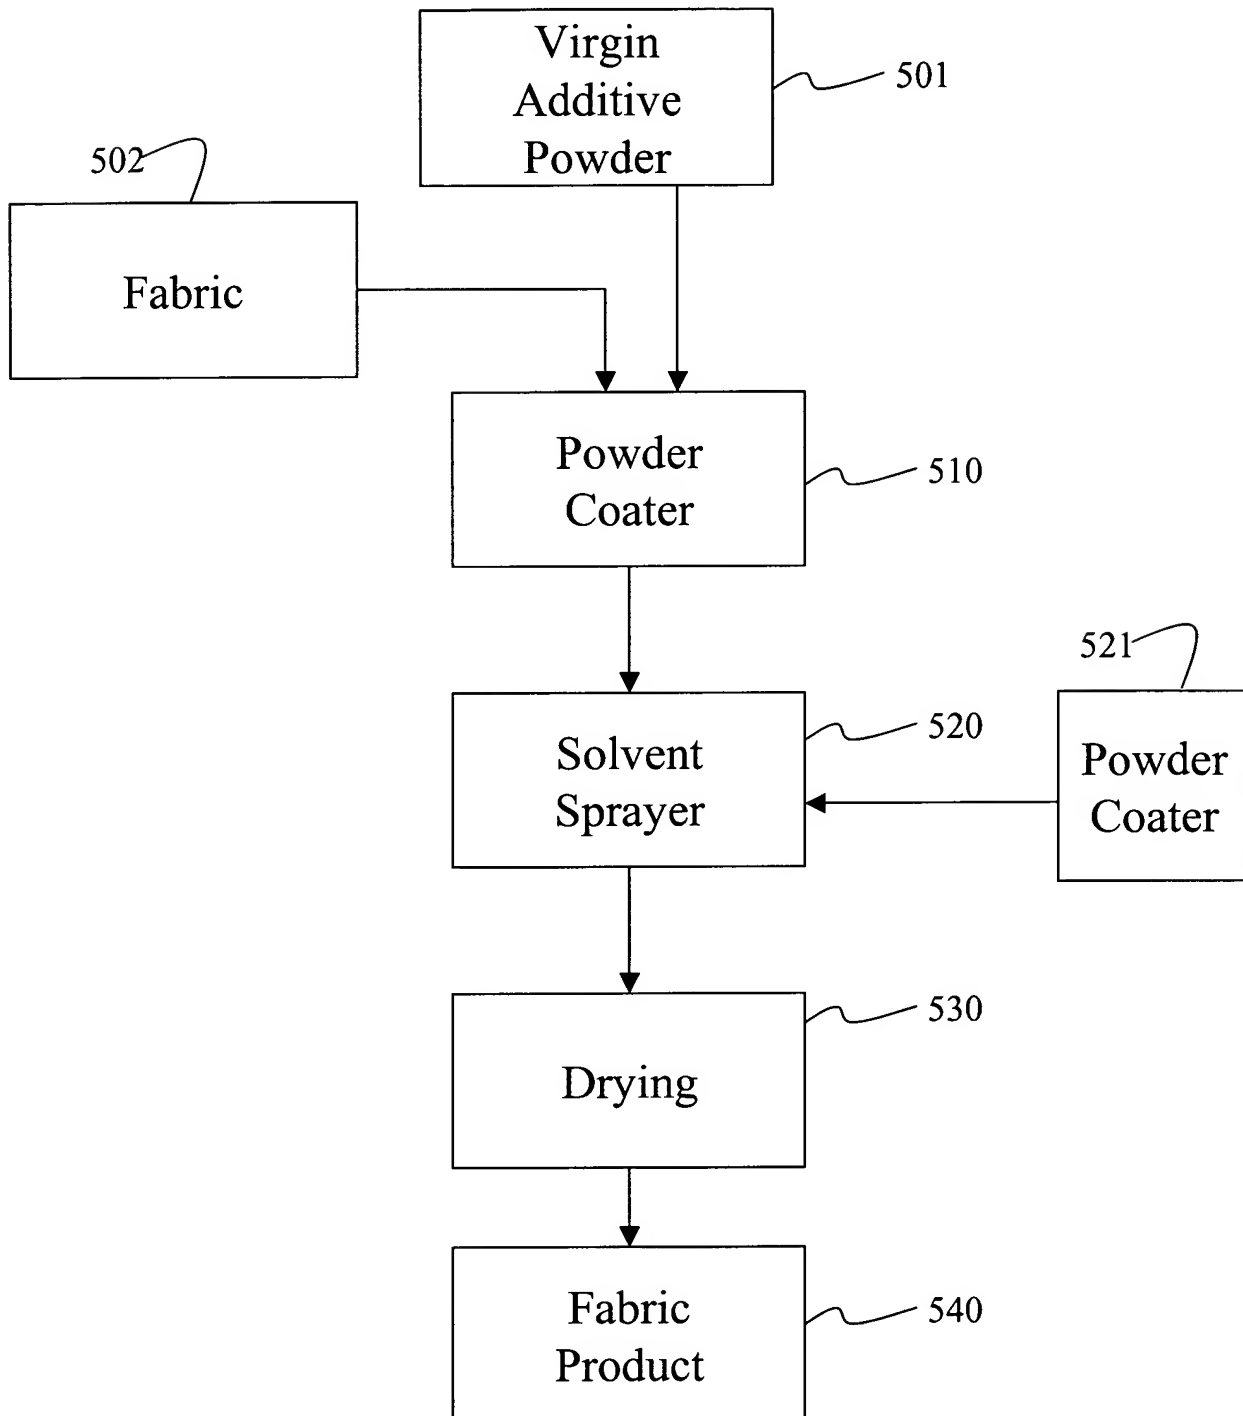 Virgin
Additive
Powder
501
502
Fabric
Powder
Coater
510
521
Solvent
Sprayer
520
Powder
Coater
530
Drying
Fabric
Product
540